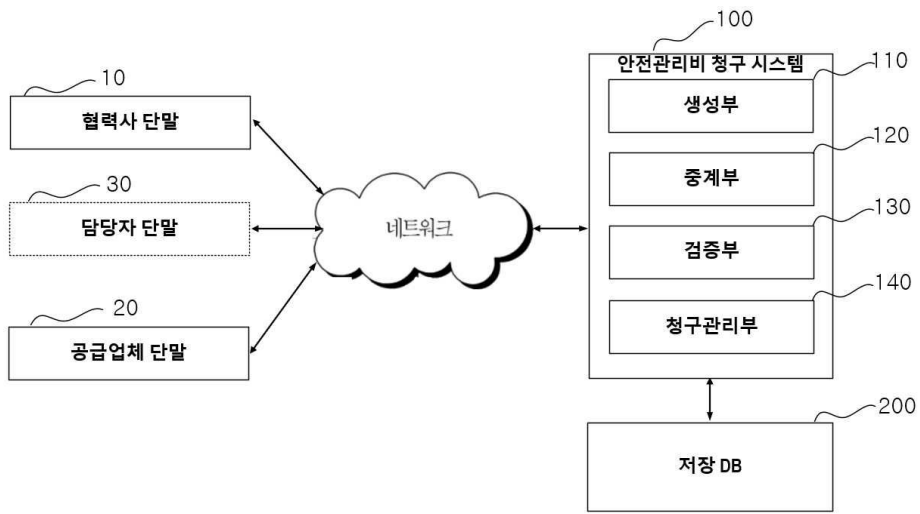 100
안전관리비 청구 시스템
110
생성부
10
협력사 단말
120
중계부
30
담당자 단말
네트워크
130
검증부
140
청구관리부
20
공급업체 단말
200
저장 DB